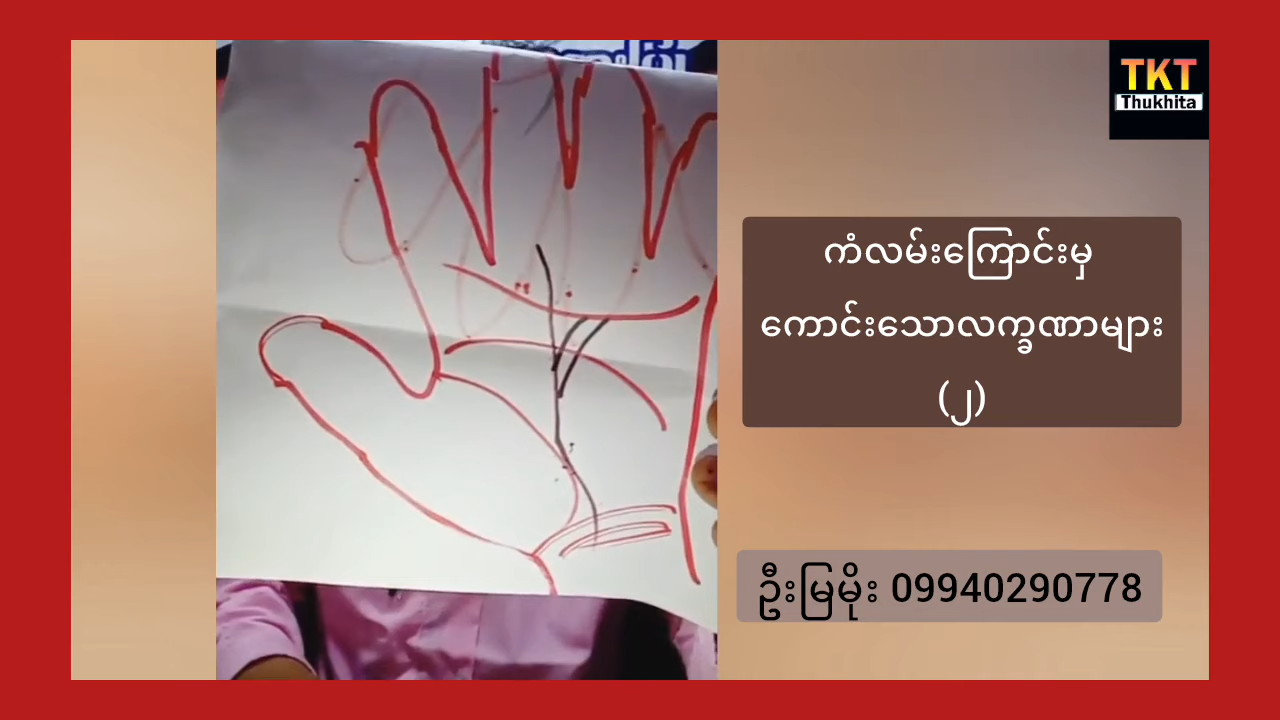 TKT
Thukhita
ကံလမ်းကြောင်းမှ
ကောင်းသောလက္ခဏာများ
(၂)
ဦးမြမိုး 09940290778